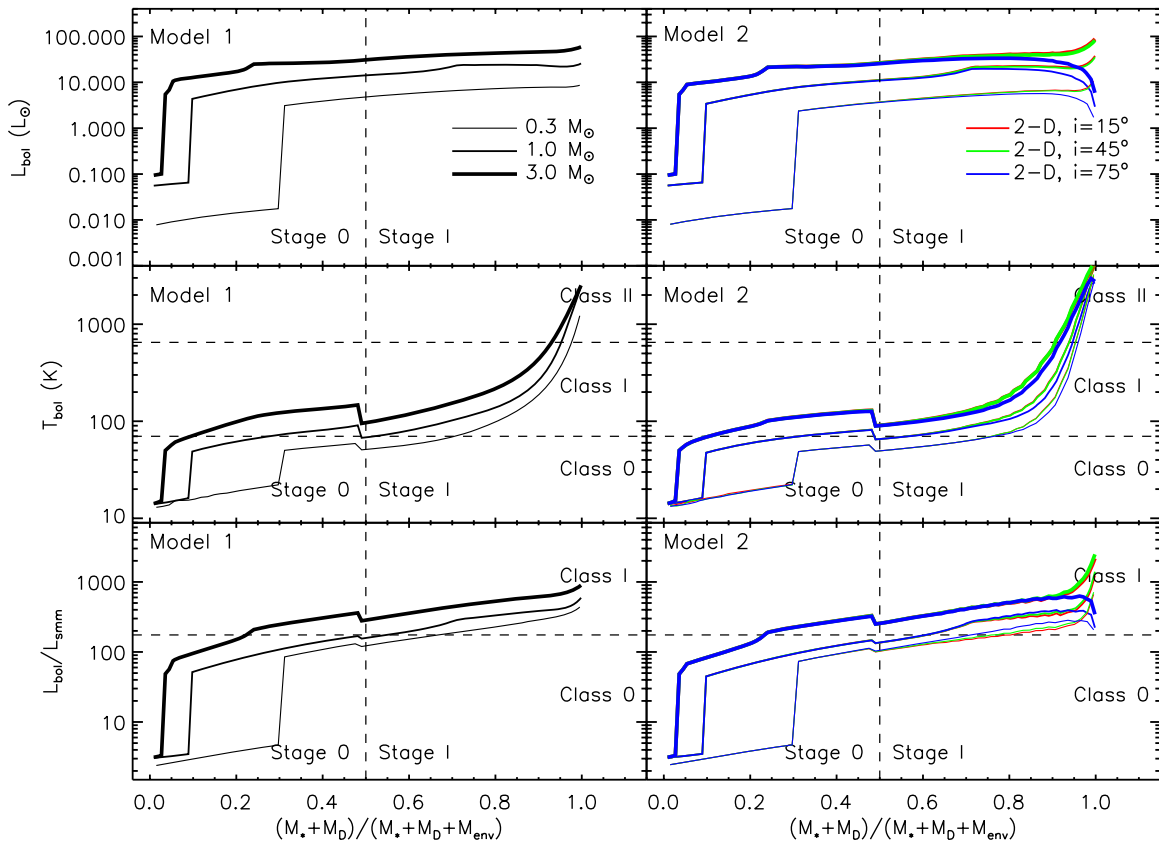 Model 1
100.000
10.000
1.000
0.100
0.010
0.001
L_bol (L_⊙)
0.3 M_⊙
1.0 M_⊙
3.0 M_⊙
Stage 0
Stage I
Model 2
2-D, i=15°
2-D, i=45°
2-D, i=75°
Stage 0
Stage I
Model 1
Class II
1000
100
10
T_bol (K)
Class I
Class 0
Stage 0
Stage I
Model 2
Class II
Class I
Class 0
Stage 0
Stage I
Model 1
Class I
1000
100
10
L_bol/L_smm
Class 0
Stage 0
Stage I
Model 2
Class I
Class 0
Stage 0
Stage I
0.0 0.2 0.4 0.6 0.8 1.0
0.0 0.2 0.4 0.6 0.8 1.0
(M_*+M_D)/(M_*+M_D+M_env)
(M_*+M_D)/(M_*+M_D+M_env)